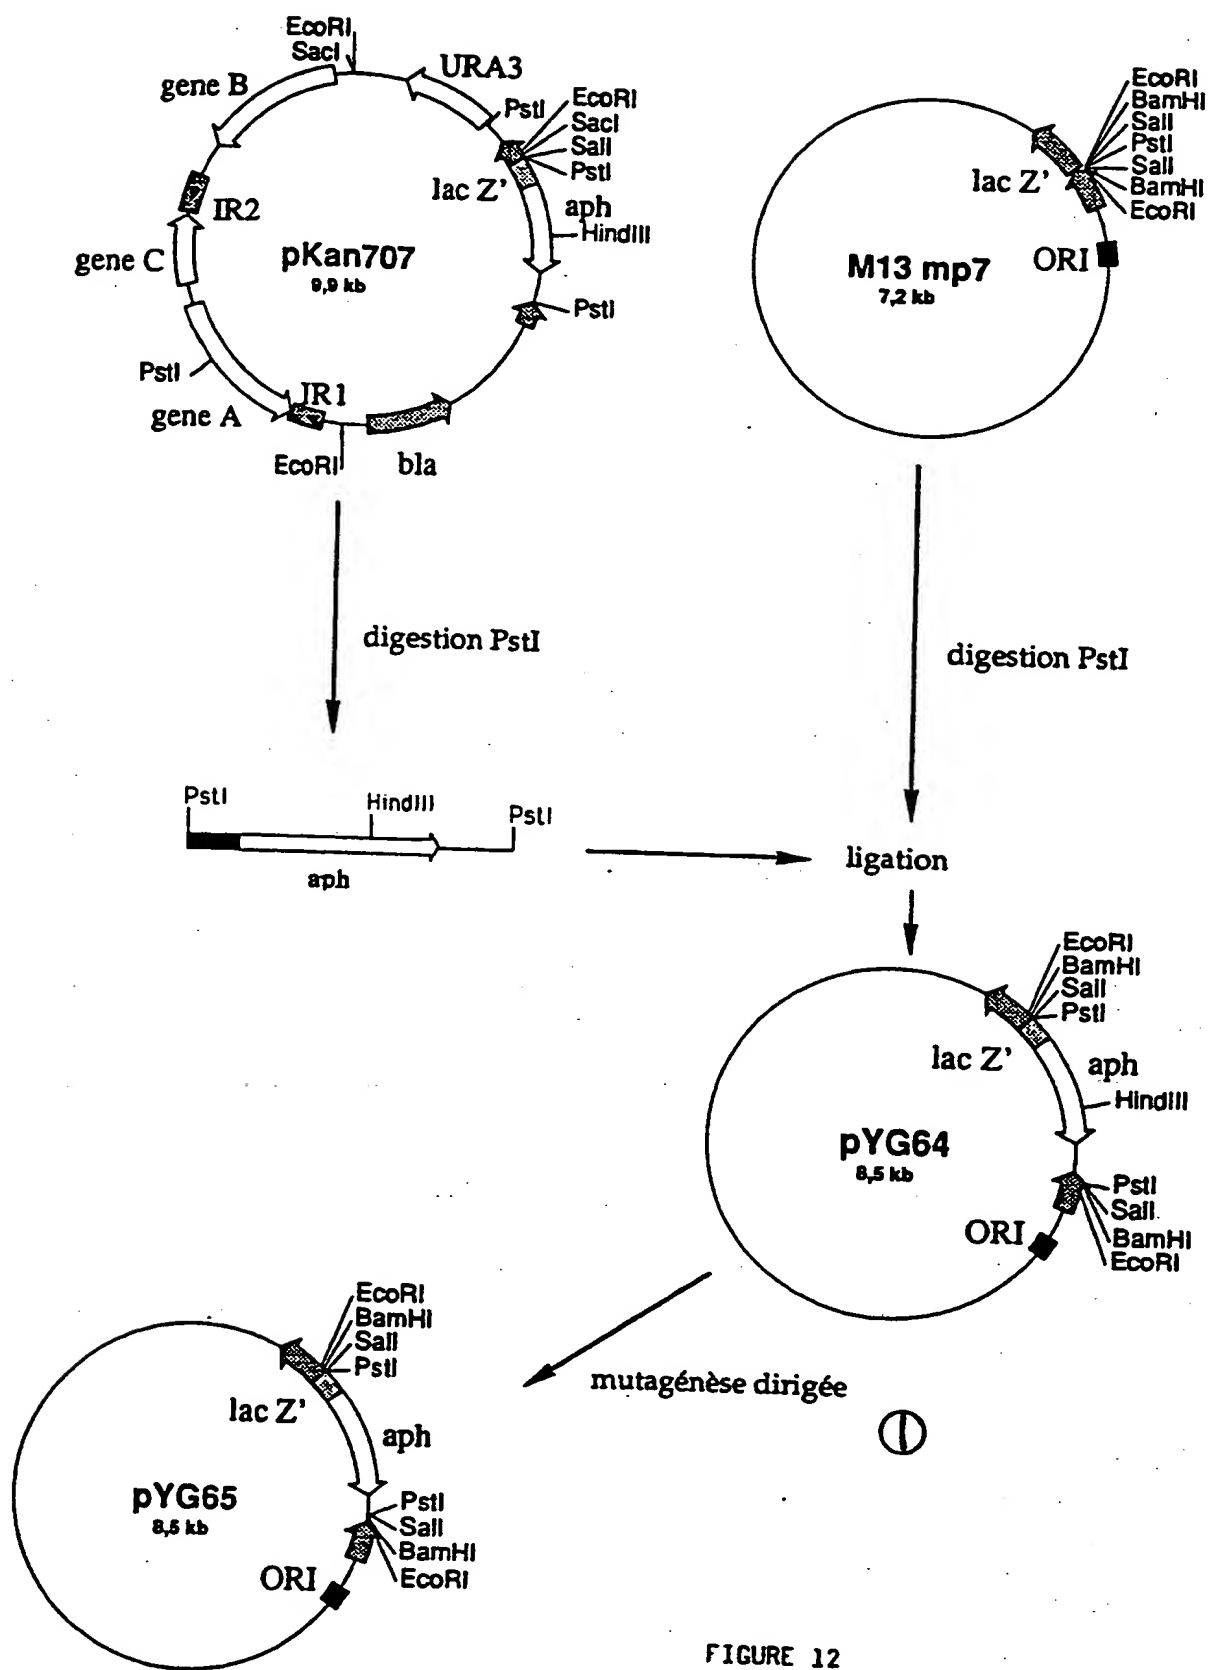 EcoRI
SacI
gene B
URA3
PstI
EcoRI
SacI
SalI
PstI
lac Z'
aph
HindIII
IR2
gene C
pKan707
9,9 kb
PstI
PstI
IR1
gene A
EcoRI
bla
EcoRI
BamHI
SalI
PstI
SalI
BamHI
EcoRI
lac Z'
ORI
M13 mp7
7,2 kb
digestion PstI
digestion PstI
PstI
HindIII
PstI
aph
ligation
EcoRI
BamHI
SalI
PstI
lac Z'
aph
HindIII
pYG64
8,5 kb
PstI
SalI
BamHI
EcoRI
ORI
mutagénèse dirigée
EcoRI
BamHI
SalI
PstI
lac Z'
aph
pYG65
8,5 kb
PstI
SalI
BamHI
EcoRI
ORI
FIGURE 12